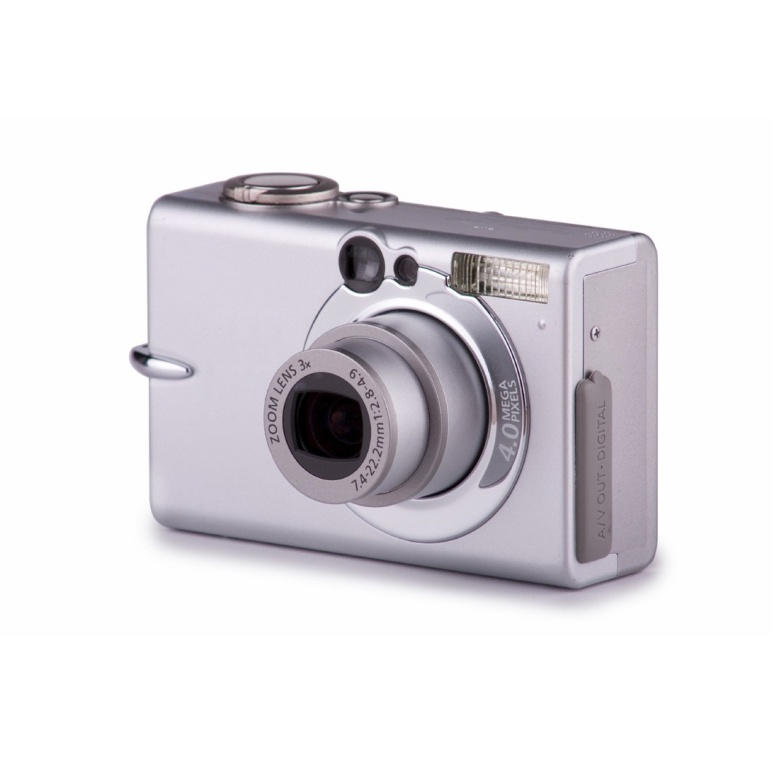 ZOOM LENS 3x
7.4-22.2mm 1:2.8-4.9
4.0 MEGA
PIXELS
A/V OUT • DIGITAL